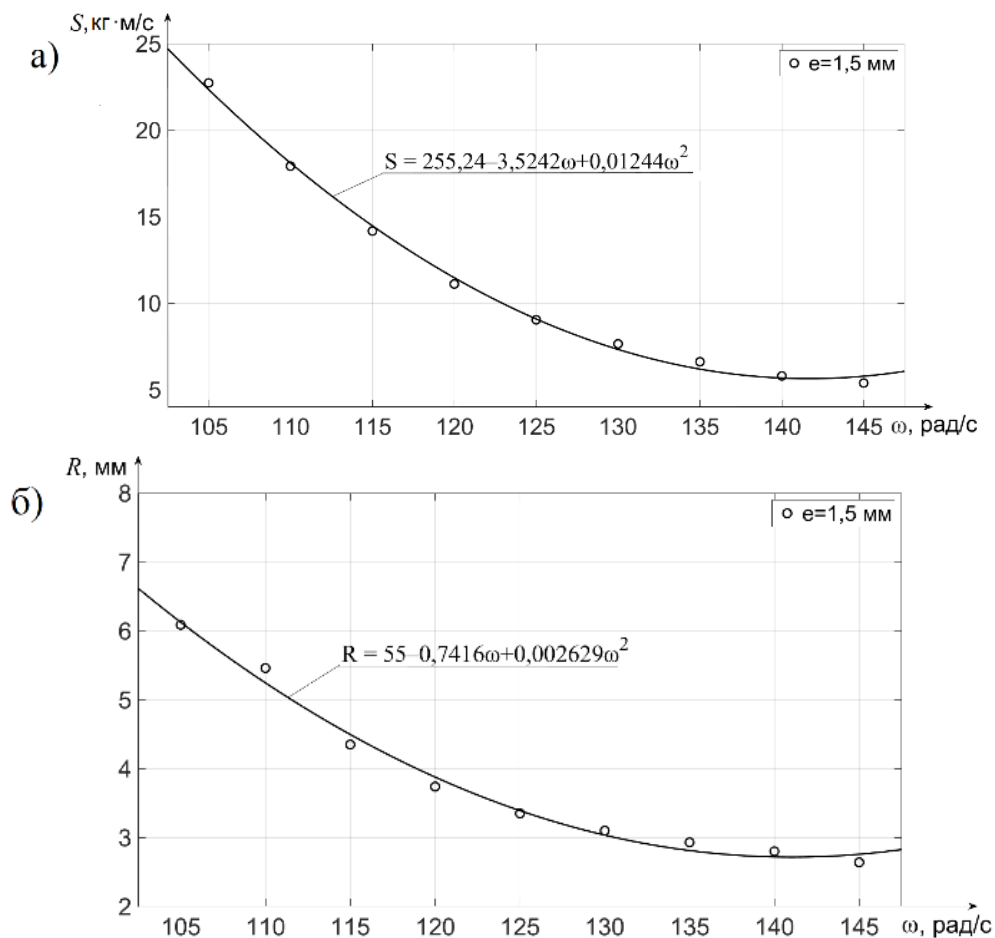 S, кг·м/с
а)
25
e=1,5 мм
20
S = 255,24–3,5242ω+0,01244ω²
15
10
5
105 110 115 120 125 130 135 140 145 ω, рад/с
R, мм
б)
8
e=1,5 мм
7
6
R = 55–0,7416ω+0,002629ω²
5
4
3
2
105 110 115 120 125 130 135 140 145 ω, рад/с